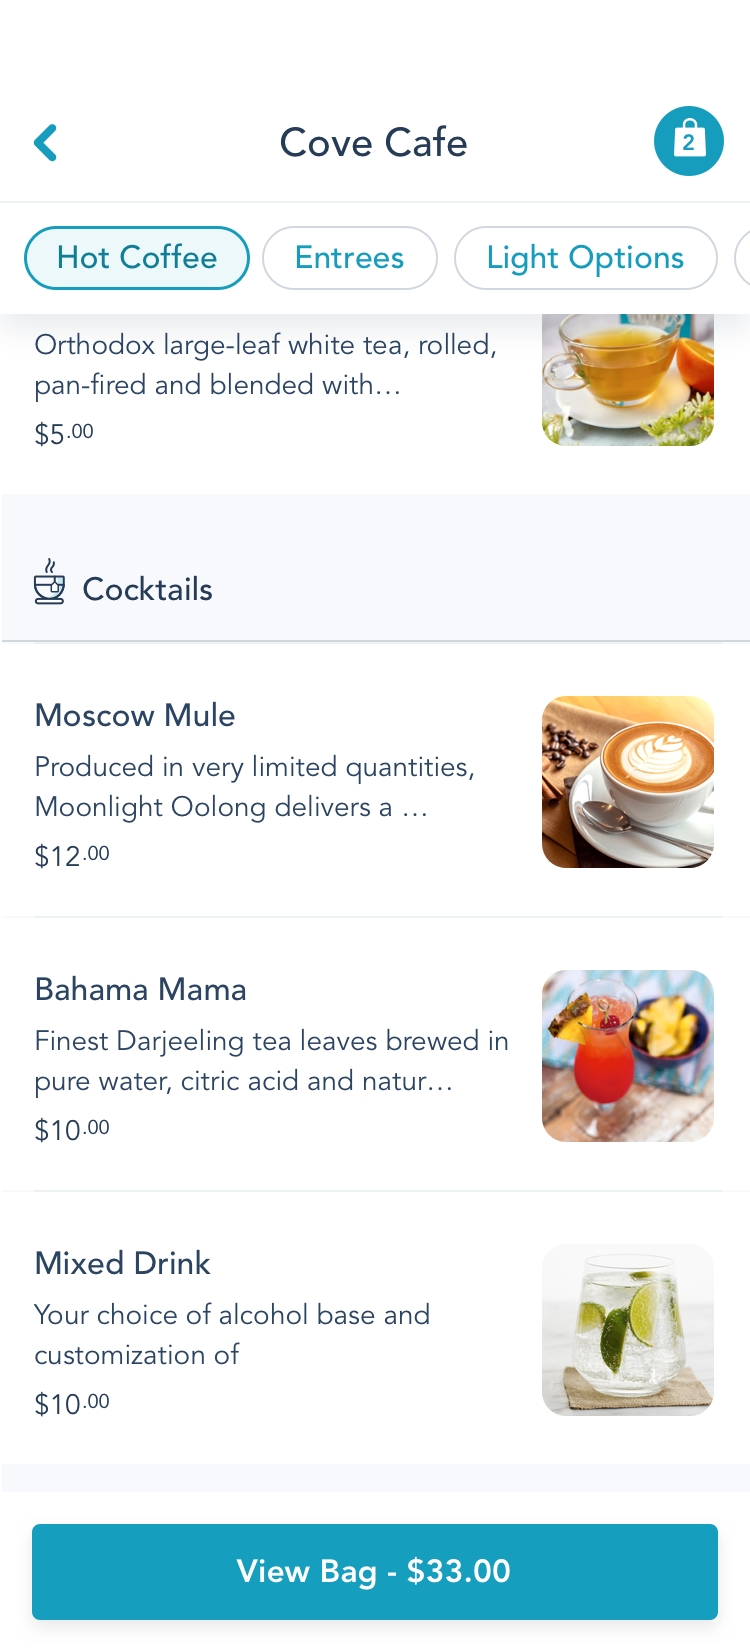 Cove Cafe
2
Hot Coffee
Entrees
Light Options
Orthodox large-leaf white tea, rolled,
pan-fired and blended with...
$5.00
Cocktails
Moscow Mule
Produced in very limited quantities,
Moonlight Oolong delivers a ...
$12.00
Bahama Mama
Finest Darjeeling tea leaves brewed in
pure water, citric acid and natur...
$10.00
Mixed Drink
Your choice of alcohol base and
customization of
$10.00
View Bag - $33.00